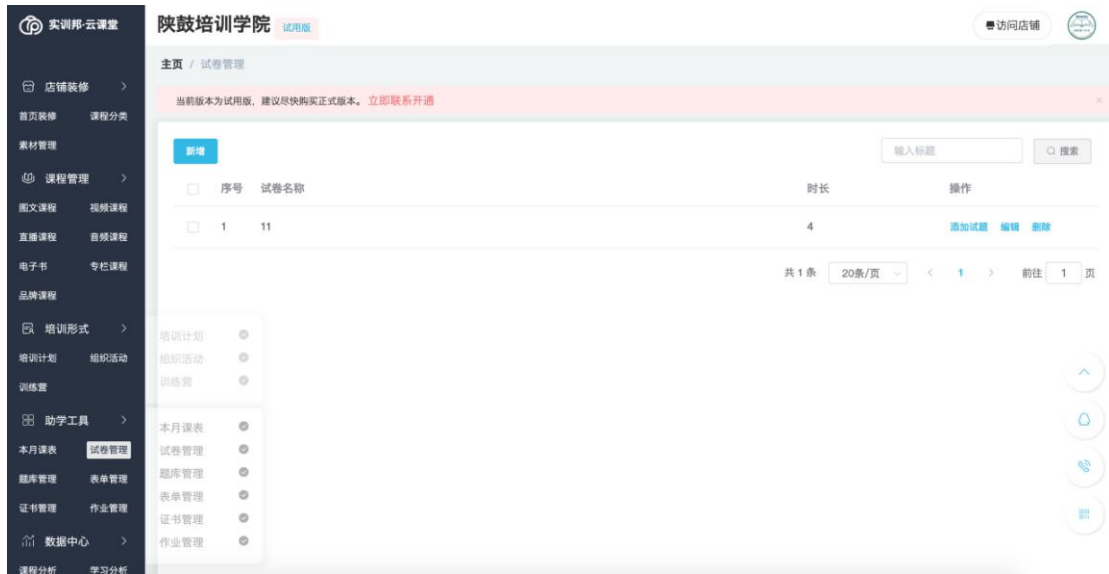 实训邦·云课堂
陕鼓培训学院 试用版
访问店铺
主页 / 试卷管理
当前版本为试用版，建议尽快购买正式版本。 立即联系开通
店铺装修
首页装修 课程分类
素材管理
课程管理
图文课程 视频课程
直播课程 音频课程
电子书 专栏课程
品牌课程
培训形式
培训计划 组织活动
训练营
助学工具
本月课表 试卷管理
题库管理 表单管理
证书管理 作业管理
数据中心
课程分析 学习分析
新增
输入标题 搜索
序号 试卷名称 时长 操作
1 11 4 添加试题 编辑 删除
共 1 条 20条/页 < 1 > 前往 1 页
培训计划
组织活动
训练营
本月课表
试卷管理
题库管理
表单管理
证书管理
作业管理